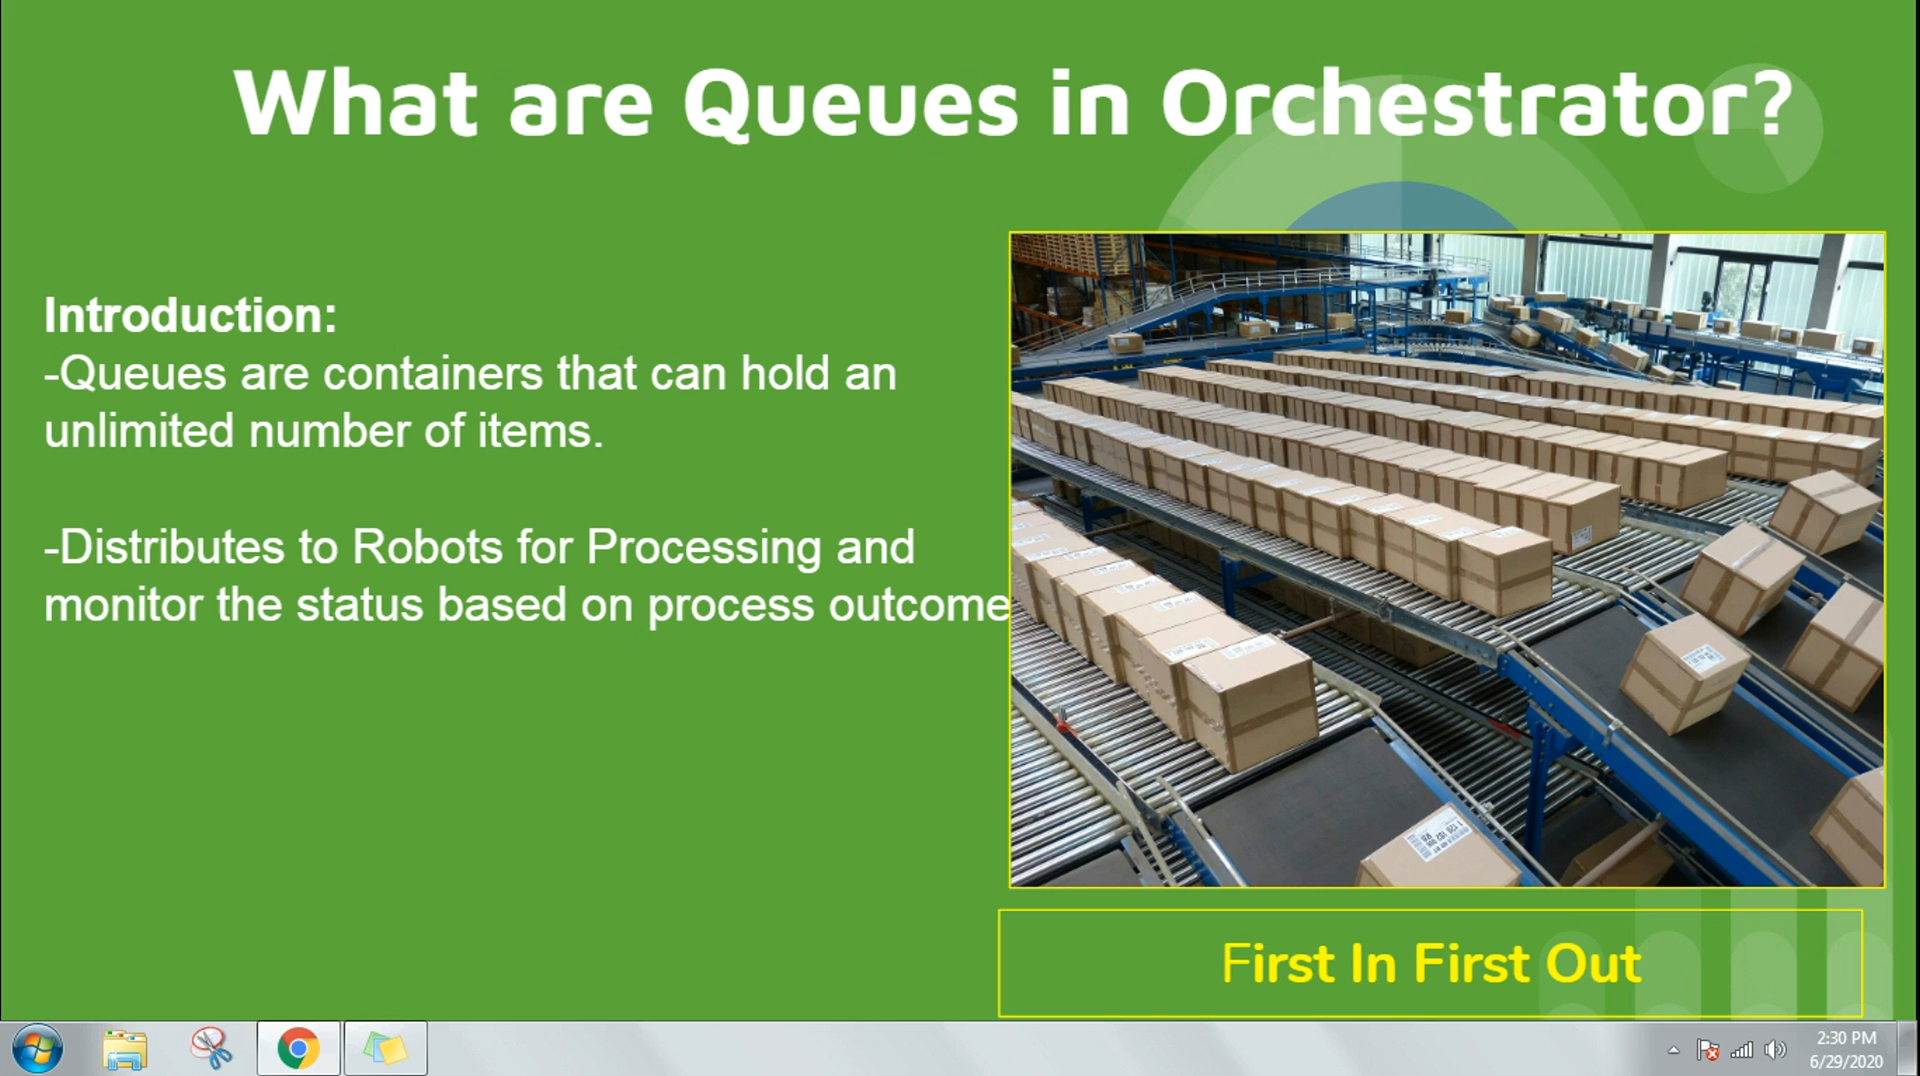 What are Queues in Orchestrator?
Introduction:
-Queues are containers that can hold an
unlimited number of items.
-Distributes to Robots for Processing and
monitor the status based on process outcome
First In First Out
2:30 PM
6/29/2020